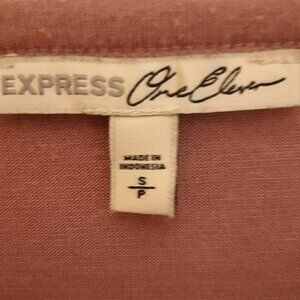 EXPRESS One Eleven
MADE IN
INDONESIA
S
P